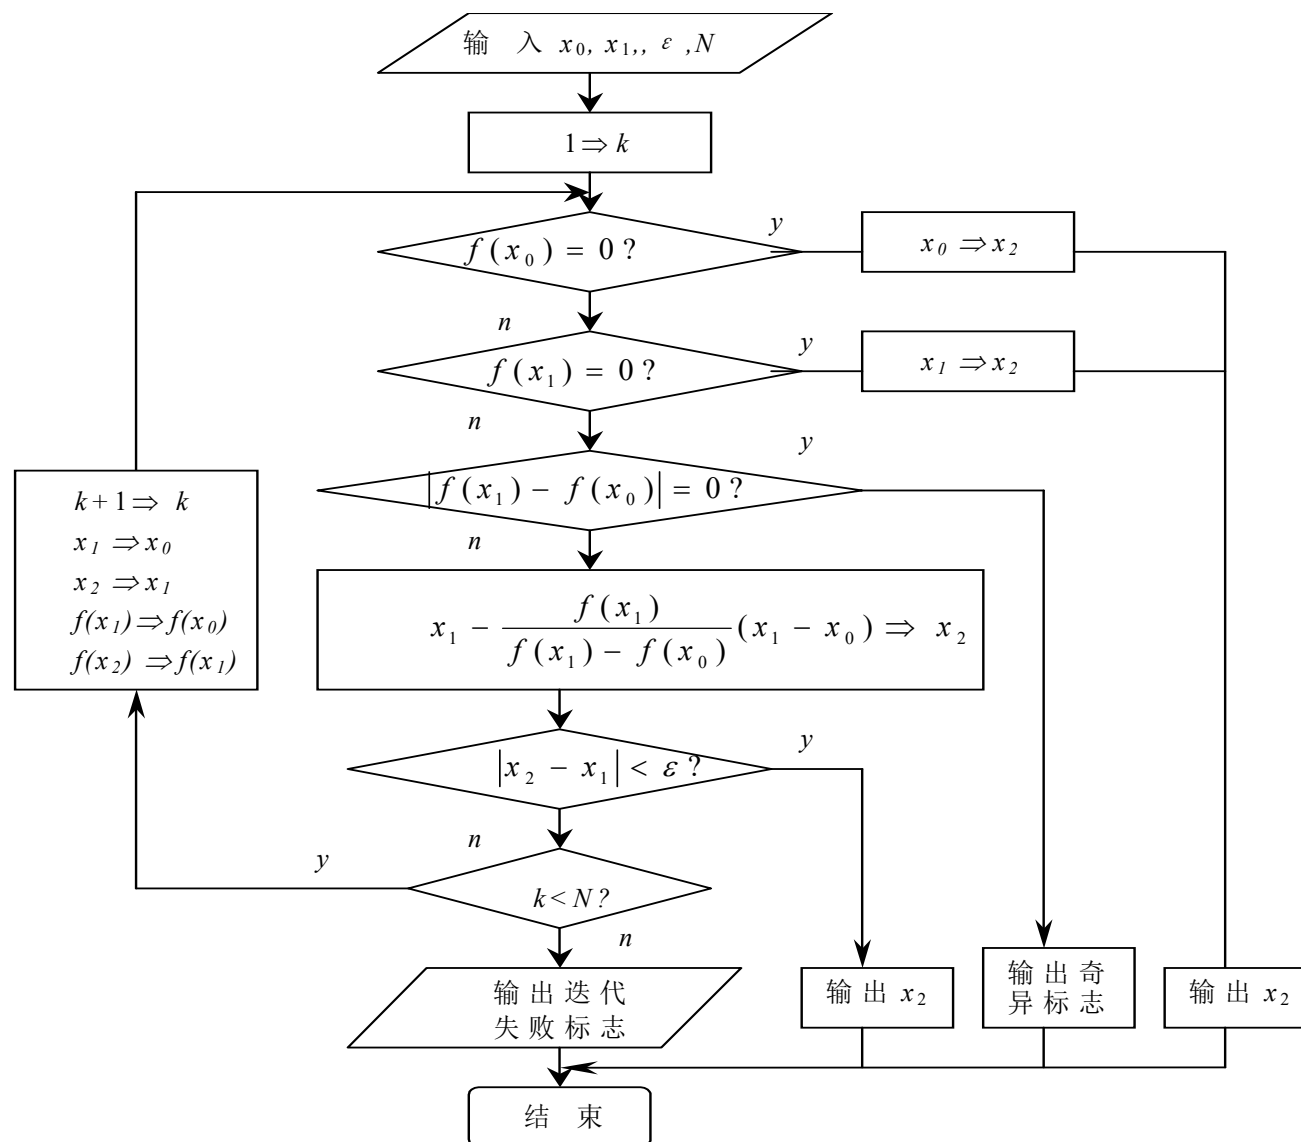 输 入 x₀, x₁,, ε ,N
1⇒k
f(x₀) = 0 ?
y
x₀ ⇒x₂
n
f(x₁) = 0 ?
y
x₁ ⇒x₂
n
|f(x₁) − f(x₀)| = 0 ?
y
k+1⇒ k
x₁ ⇒x₀
x₂ ⇒x₁
f(x₁)⇒f(x₀)
f(x₂) ⇒f(x₁)
n
x₁ − f(x₁) / (f(x₁) − f(x₀)) (x₁ − x₀) ⇒ x₂
|x₂ − x₁| < ε ?
y
n
y
k<N?
n
输出迭代
失败标志
输出 x₂
输出奇
异标志
输出 x₂
结 束